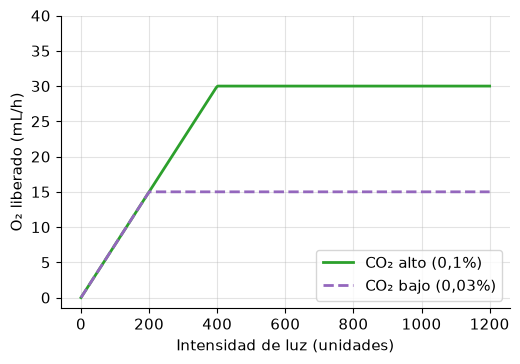 40
35
30
25
20
15
10
5
0
O₂ liberado (mL/h)
CO₂ alto (0,1%)
CO₂ bajo (0,03%)
0 200 400 600 800 1000 1200
Intensidad de luz (unidades)